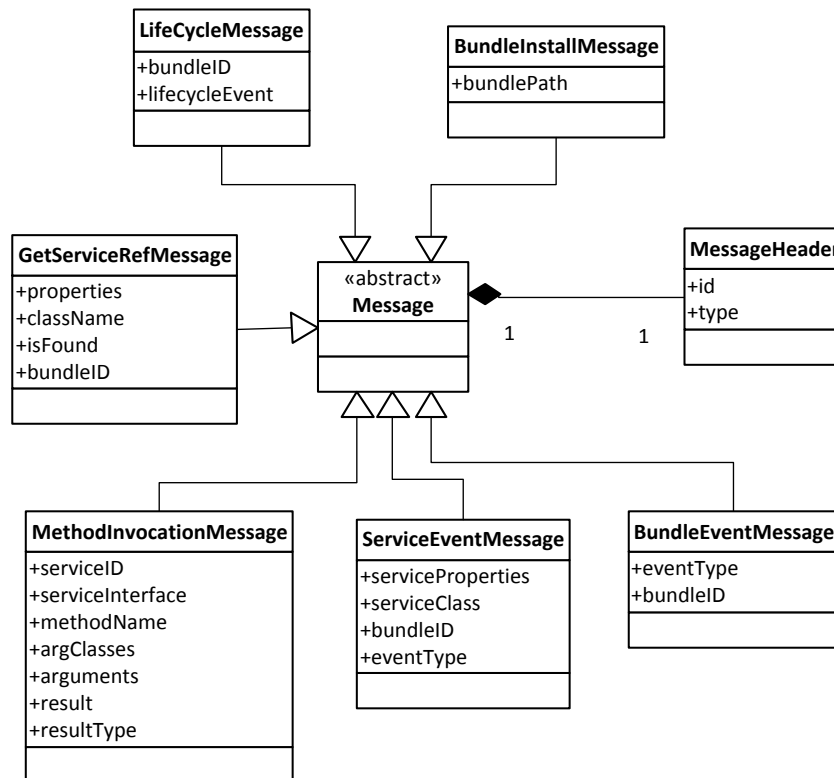 LifeCycleMessage
+bundleID
+lifecycleEvent
BundleInstallMessage
+bundlePath
GetServiceRefMessage
+properties
+className
+isFound
+bundleID
«abstract»
Message
1
1
MessageHeader
+id
+type
MethodInvocationMessage
+serviceID
+serviceInterface
+methodName
+argClasses
+arguments
+result
+resultType
ServiceEventMessage
+serviceProperties
+serviceClass
+bundleID
+eventType
BundleEventMessage
+eventType
+bundleID